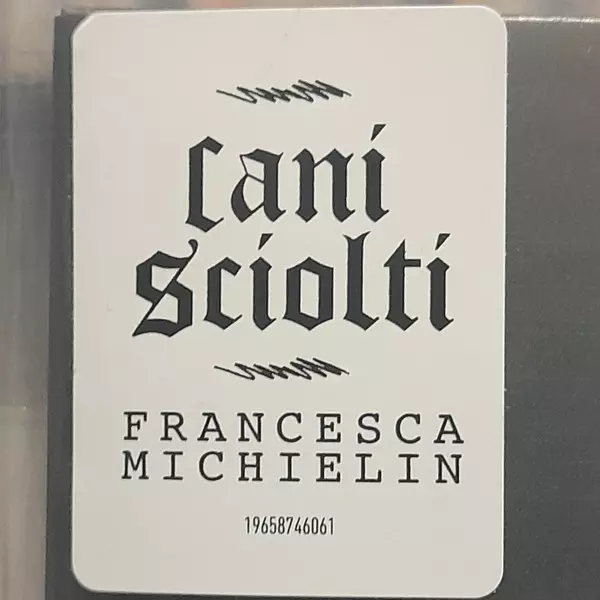 Cani
Sciolti
FRANCESCA
MICHIELIN
19658746061